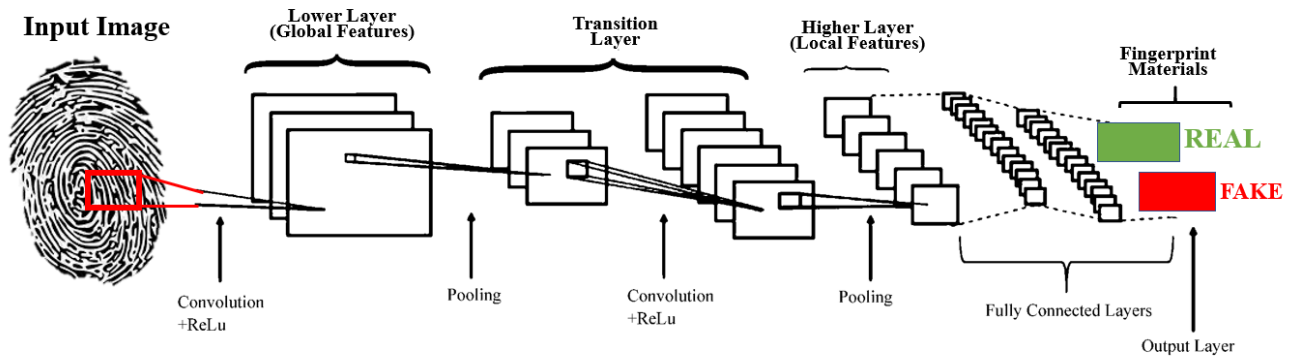 Input Image
Lower Layer
(Global Features)
Transition
Layer
Higher Layer
(Local Features)
Fingerprint
Materials
REAL
FAKE
Convolution
+ReLu
Pooling
Convolution
+ReLu
Pooling
Fully Connected Layers
Output Layer